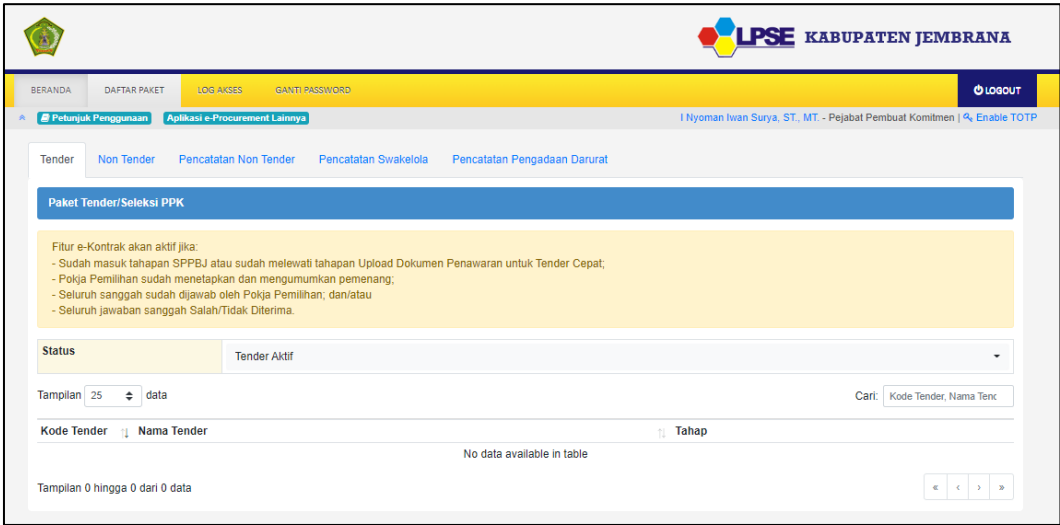 LPSE KABUPATEN JEMBRANA
BERANDA DAFTAR PAKET LOG AKSES GANTI PASSWORD LOGOUT
Petunjuk Penggunaan Aplikasi e-Procurement Lainnya I Nyoman Iwan Surya, ST., MT. - Pejabat Pembuat Komitmen | Enable TOTP
Tender Non Tender Pencatatan Non Tender Pencatatan Swakelola Pencatatan Pengadaan Darurat
Paket Tender/Seleksi PPK
Fitur e-Kontrak akan aktif jika:
- Sudah masuk tahapan SPPBJ atau sudah melewati tahapan Upload Dokumen Penawaran untuk Tender Cepat;
- Pokja Pemilihan sudah menetapkan dan mengumumkan pemenang;
- Seluruh sanggah sudah dijawab oleh Pokja Pemilihan; dan/atau
- Seluruh jawaban sanggah Salah/Tidak Diterima.
Status Tender Aktif
Tampilan 25 data Cari: Kode Tender, Nama Tenc
Kode Tender Nama Tender Tahap
No data available in table
Tampilan 0 hingga 0 dari 0 data « ‹ › »